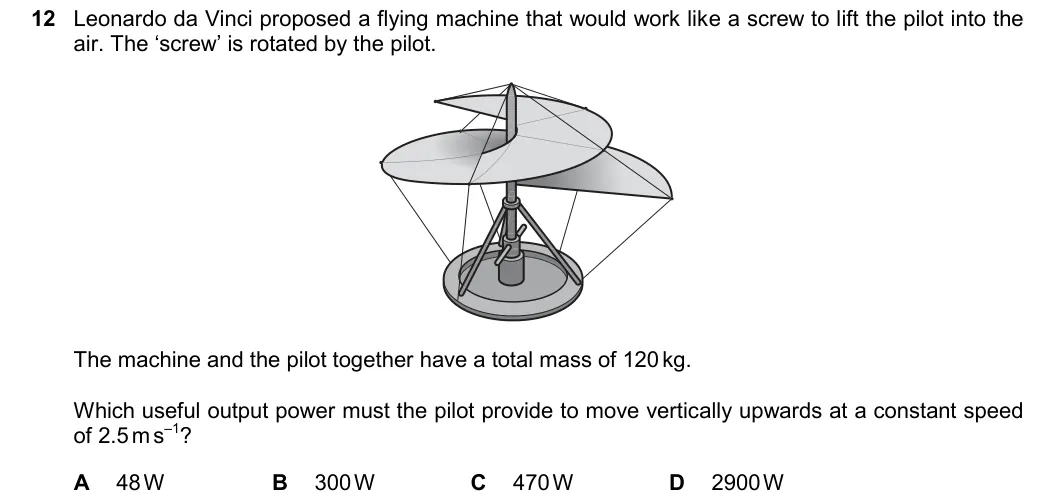 12 Leonardo da Vinci proposed a flying machine that would work like a screw to lift the pilot into the
air. The ‘screw’ is rotated by the pilot.
The machine and the pilot together have a total mass of 120 kg.
Which useful output power must the pilot provide to move vertically upwards at a constant speed
of 2.5 m s⁻¹?
A 48 W B 300 W C 470 W D 2900 W